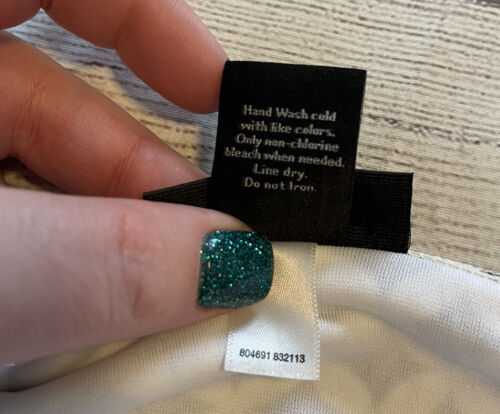 Hand Wash cold
with like colors.
Only non-chlorine
bleach when needed.
Line dry.
Do not Iron.
804691 832113